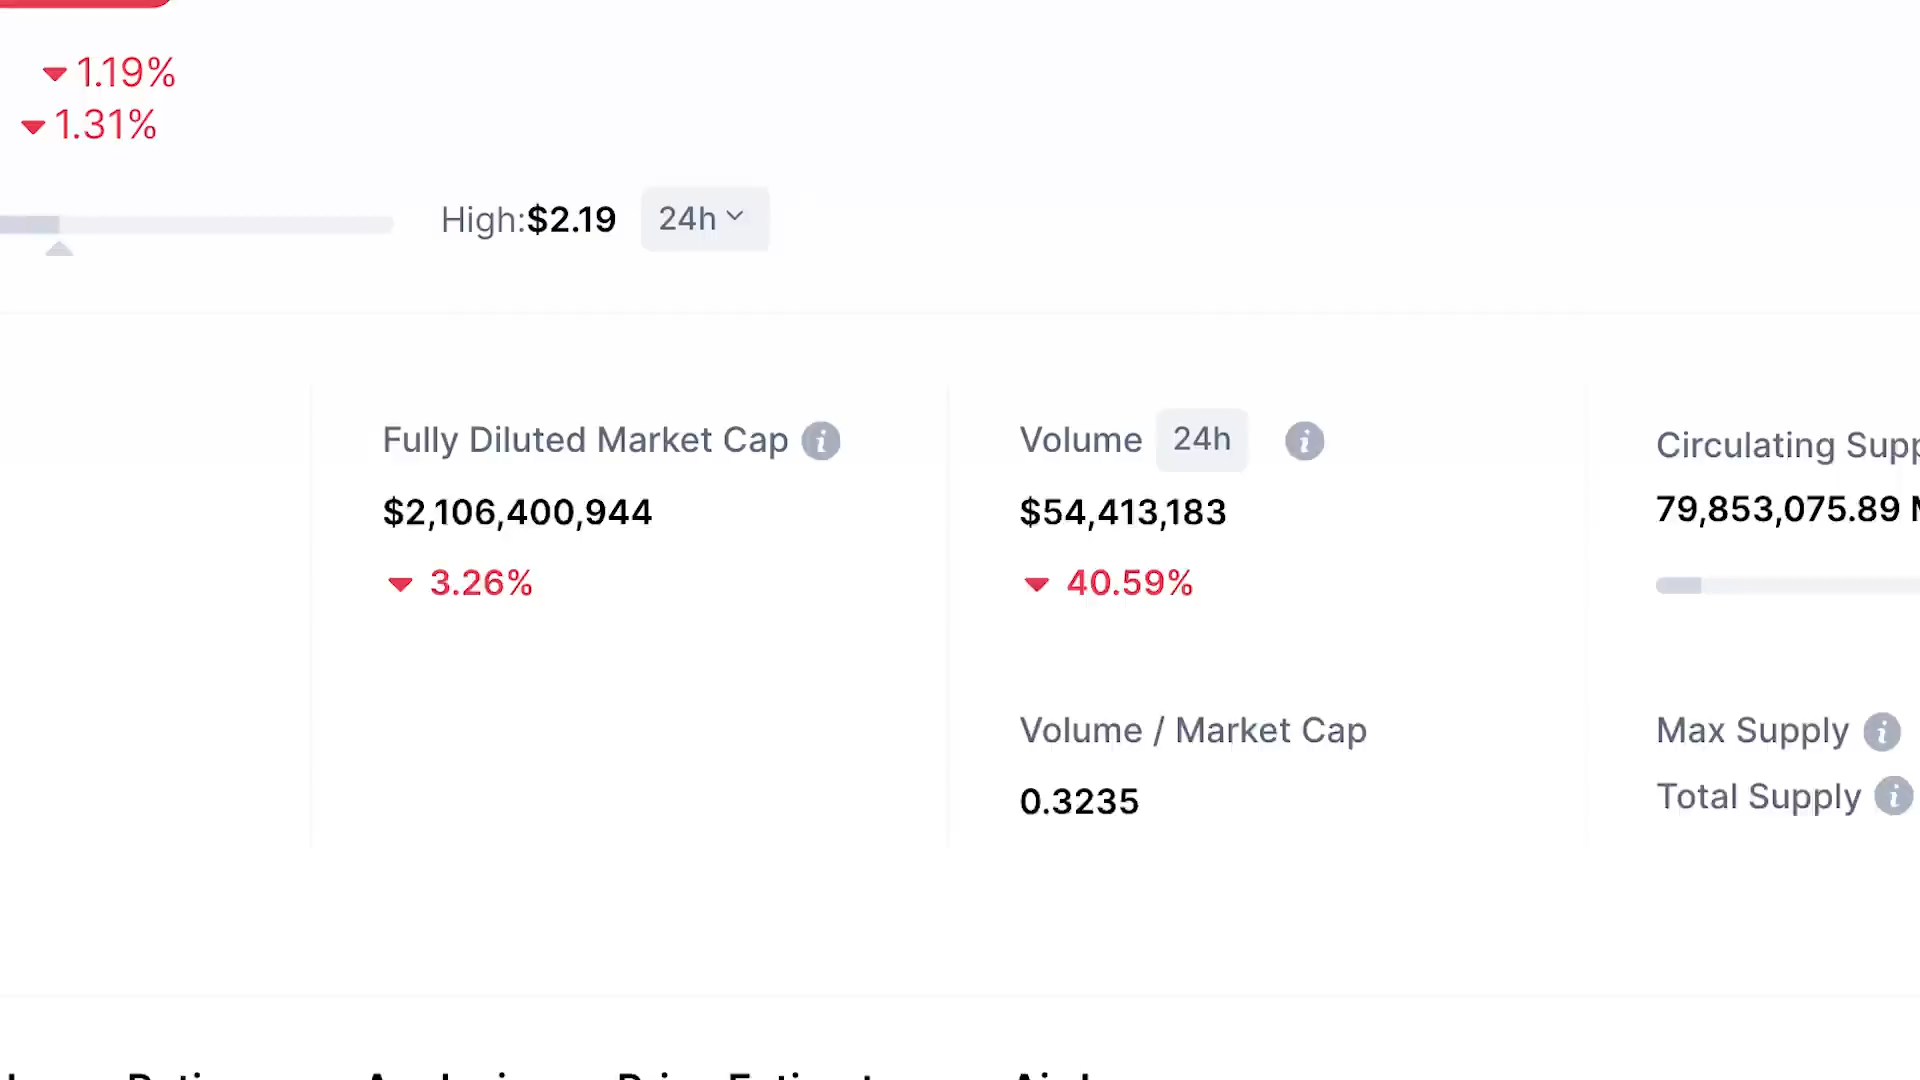 1.19%
1.31%
High:$2.19 24h
Fully Diluted Market Cap
$2,106,400,944
3.26%
Volume 24h
$54,413,183
40.59%
Volume / Market Cap
0.3235
Circulating
79,853,075.89
Max Supply
Total Supply